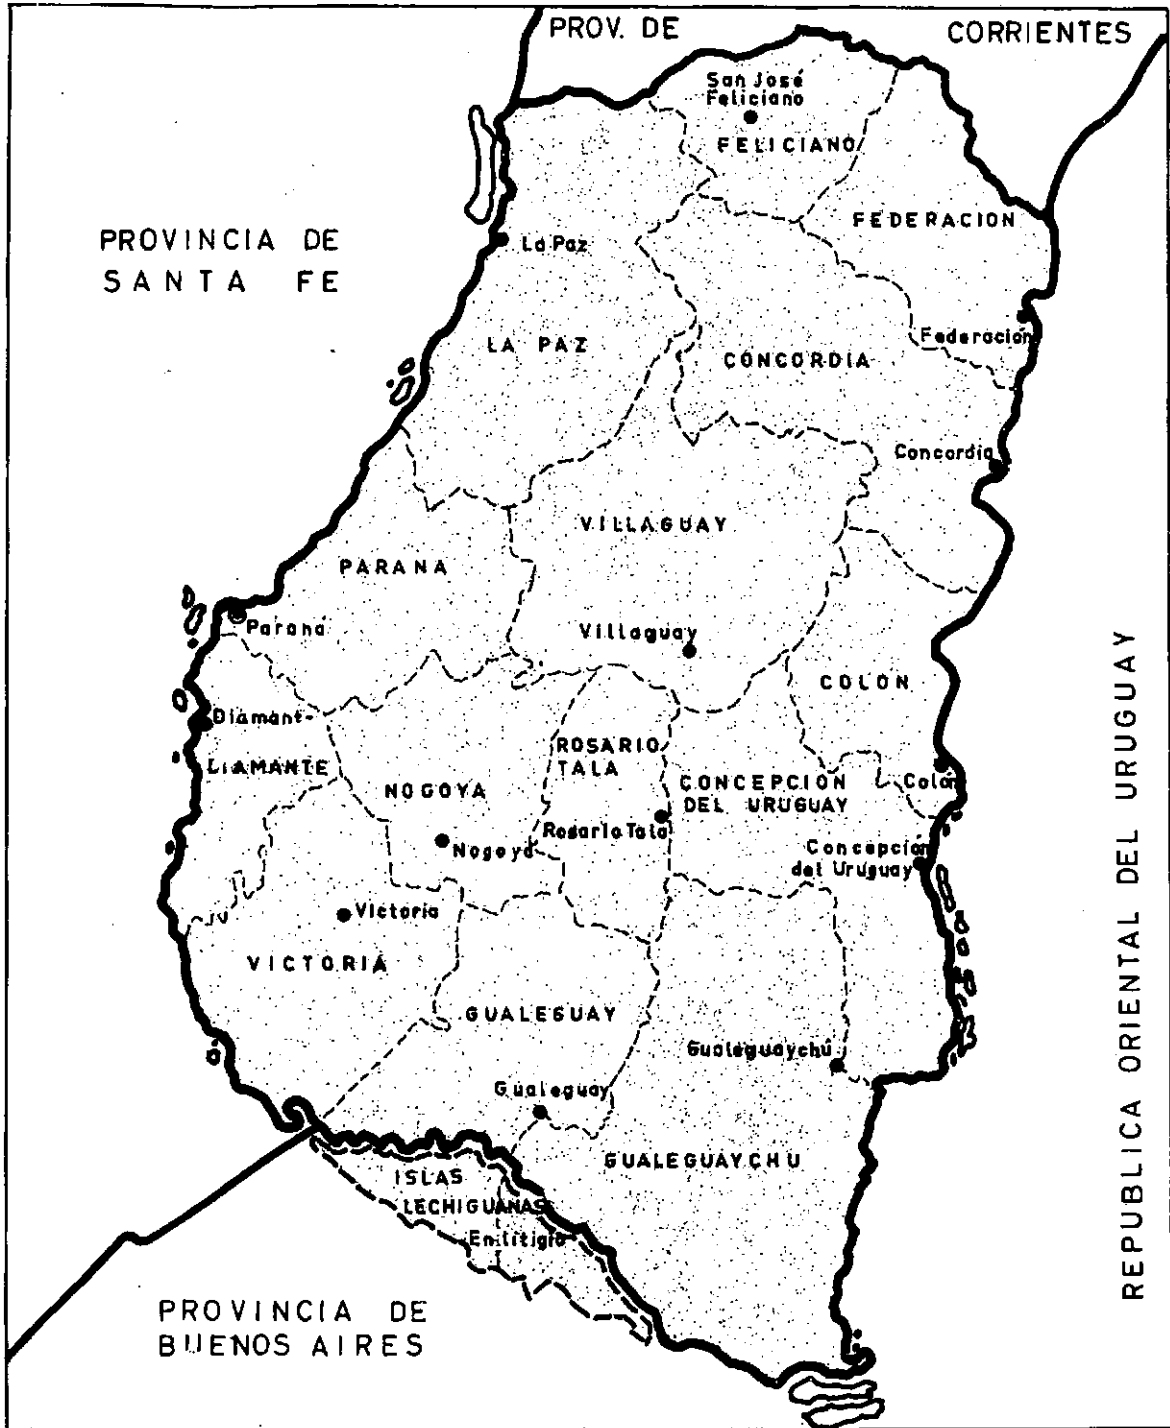 PROV. DE CORRIENTES
San José
Feliciano
FELICIANO
FEDERACION
PROVINCIA DE
SANTA FE
La Paz
LA PAZ
Federación
CONCORDIA
Concordia
VILLAGUAY
PARANA
Paraná
Villaguay
COLON
Diamant-
DIAMANTE
ROSARIO
TALA
NOGOYA
CONCEPCION
DEL URUGUAY
Colón
Rosario Tala
Nogoyá
Concepción
del Uruguay
Victoria
VICTORIA
GUALEGUAY
Gualeguaychú
Gualeguay
GUALEGUAYCHU
ISLAS
LECHIGUANAS
En litigio
PROVINCIA DE
BUENOS AIRES
REPUBLICA ORIENTAL DEL URUGUAY